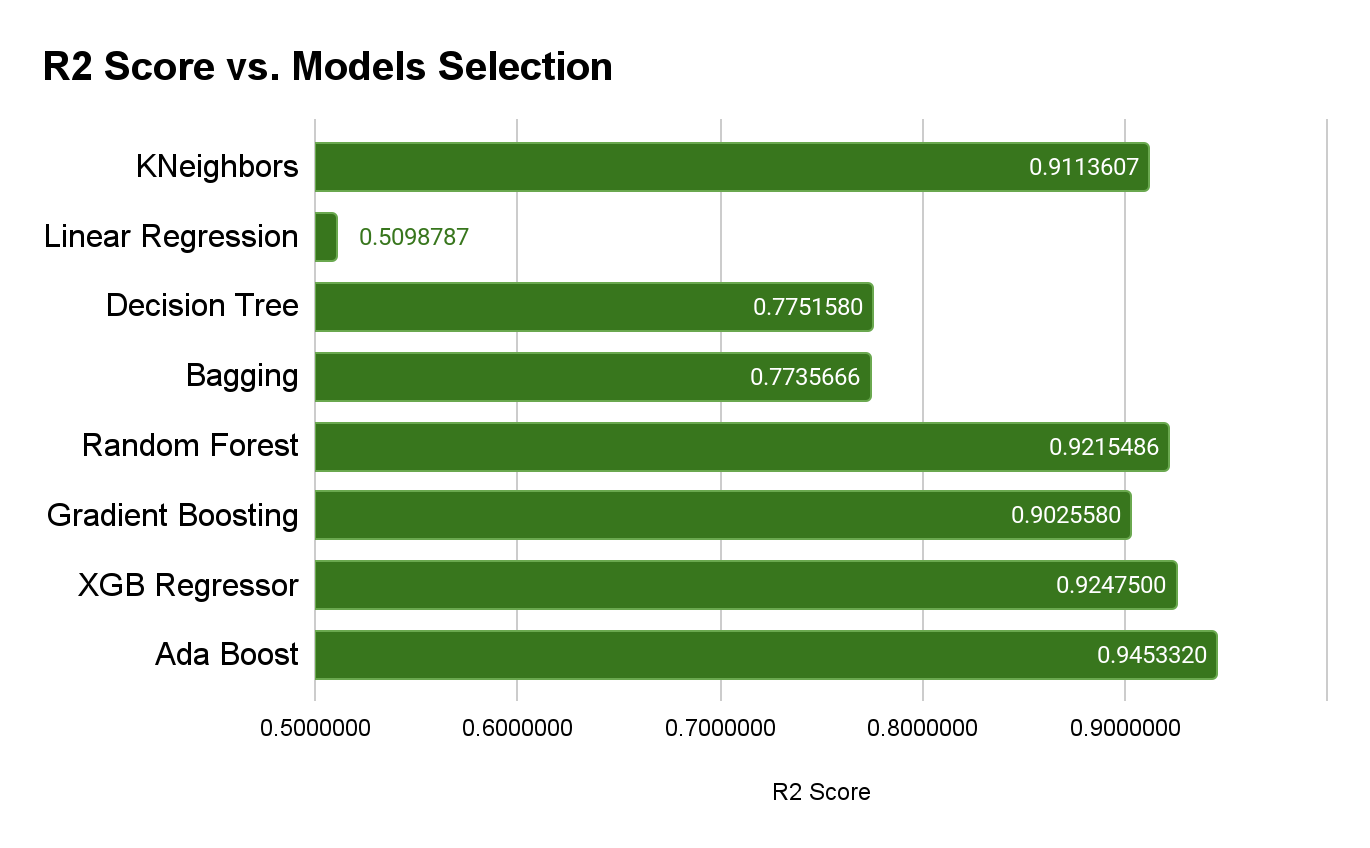 R2 Score vs. Models Selection
KNeighbors 0.9113607
Linear Regression 0.5098787
Decision Tree 0.7751580
Bagging 0.7735666
Random Forest 0.9215486
Gradient Boosting 0.9025580
XGB Regressor 0.9247500
Ada Boost 0.9453320
0.5000000 0.6000000 0.7000000 0.8000000 0.9000000
R2 Score